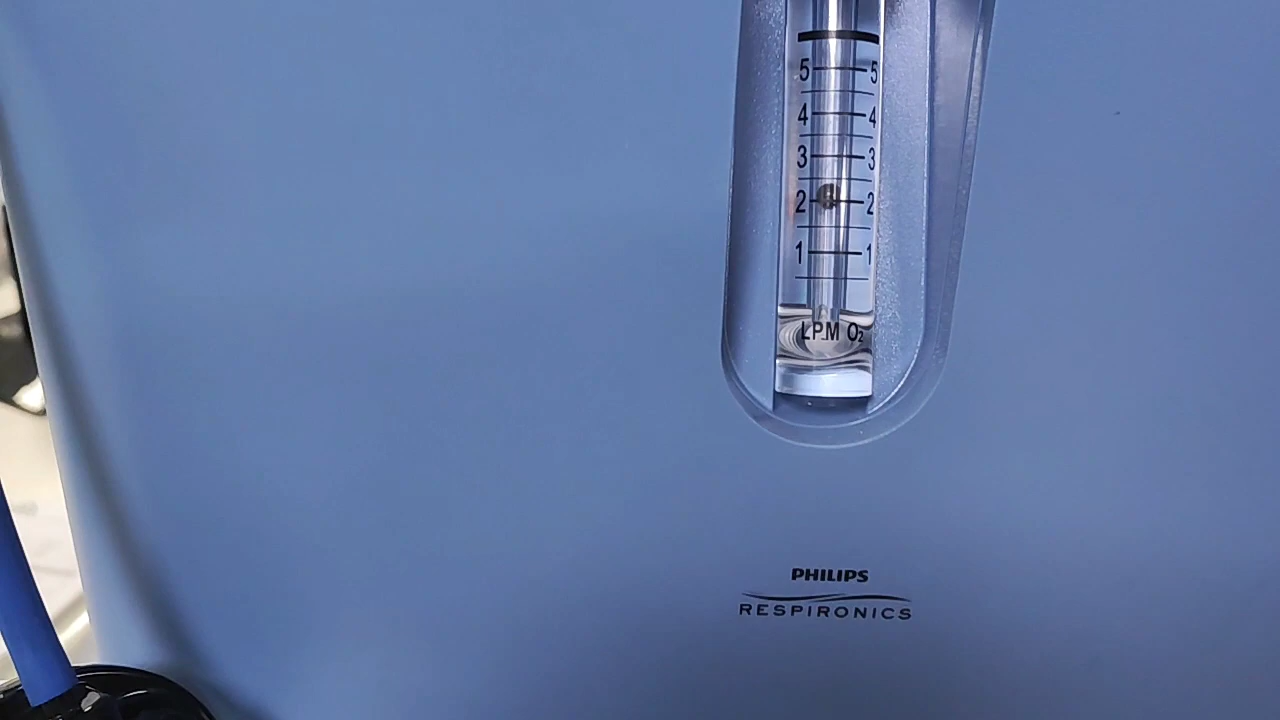 5 5
4 4
3 3
2 2
1 1
LPM O₂
PHILIPS
RESPIRONICS